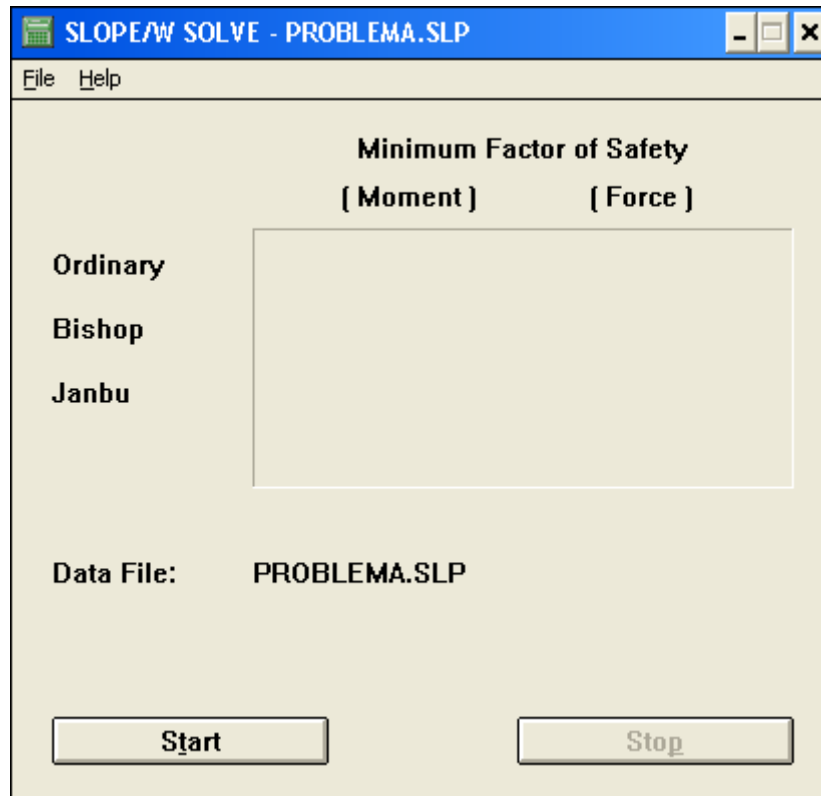 SLOPE/W SOLVE - PROBLEMA.SLP
File Help
Minimum Factor of Safety
( Moment ) ( Force )
Ordinary
Bishop
Janbu
Data File: PROBLEMA.SLP
Start Stop